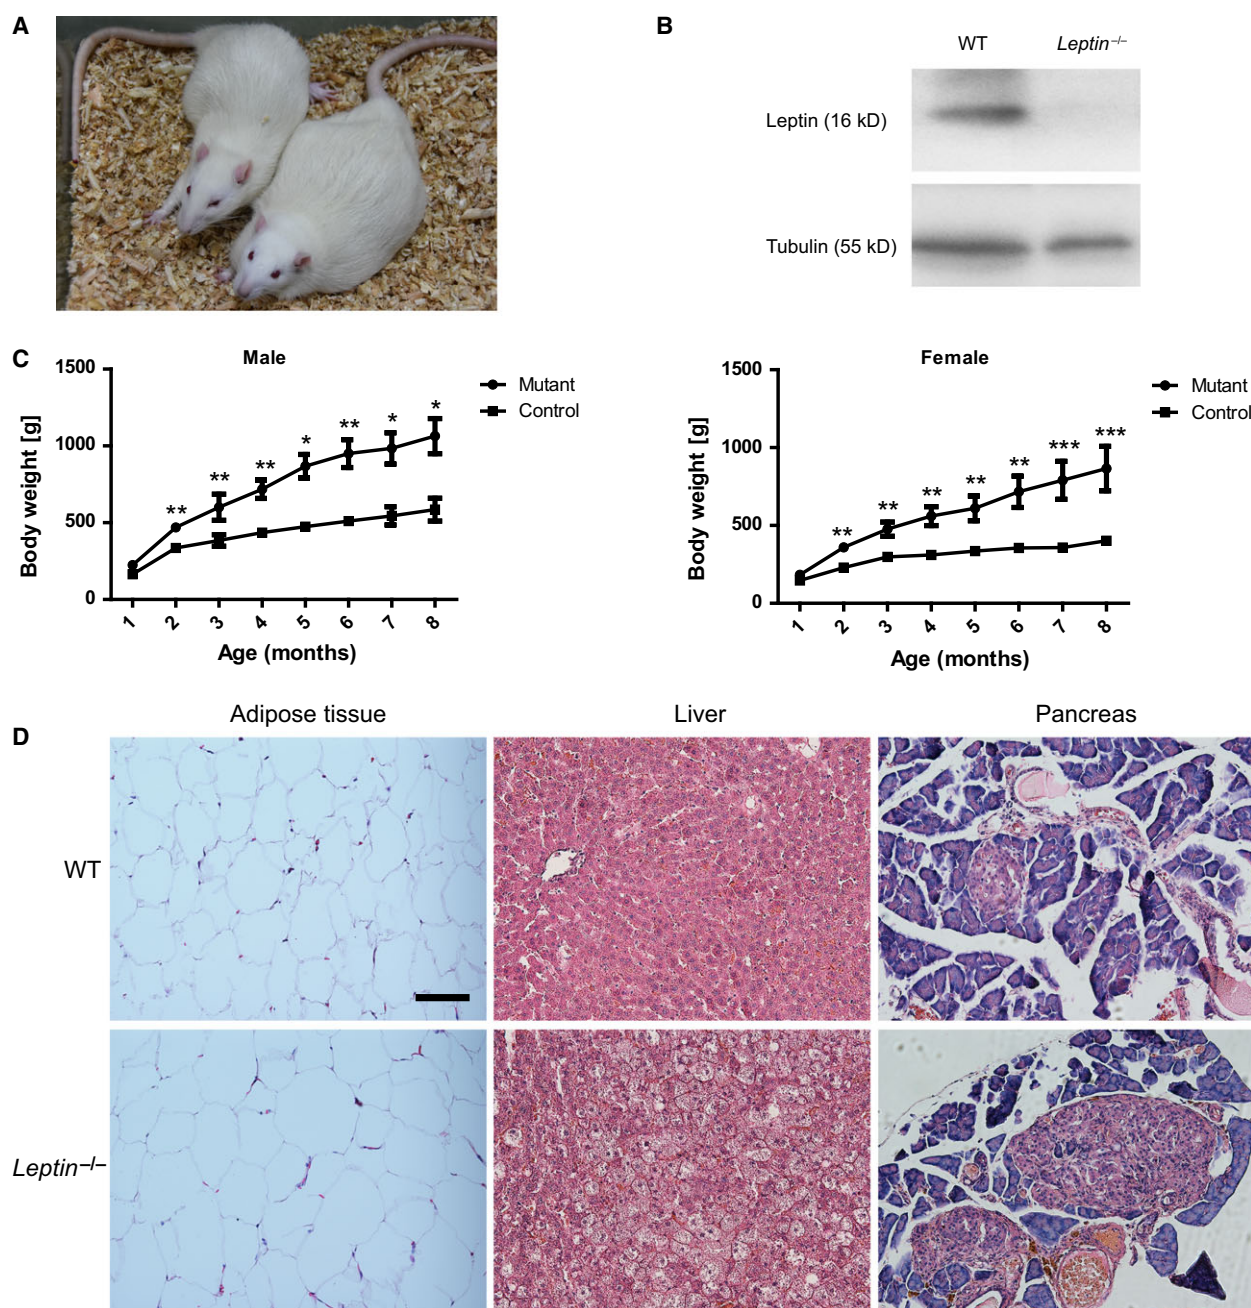 A
B
WT Leptin–/–
Leptin (16 kD)
Tubulin (55 kD)
C
Male
1500
1000
500
0
Body weight [g]
** ** ** * ** * *
1 2 3 4 5 6 7 8
Age (months)
Mutant
Control
Female
1500
1000
500
0
Body weight [g]
** ** ** ** ** *** ***
1 2 3 4 5 6 7 8
Age (months)
Mutant
Control
D
Adipose tissue Liver Pancreas
WT
Leptin–/–